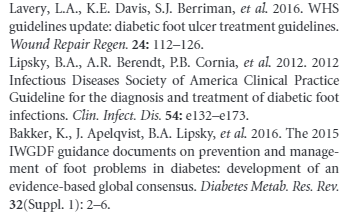 Lavery, L.A., K.E. Davis, S.J. Berriman, et al. 2016. WHS
guidelines update: diabetic foot ulcer treatment guidelines.
Wound Repair Regen. 24: 112–126.
Lipsky, B.A., A.R. Berendt, P.B. Cornia, et al. 2012. 2012
Infectious Diseases Society of America Clinical Practice
Guideline for the diagnosis and treatment of diabetic foot
infections. Clin. Infect. Dis. 54: e132–e173.
Bakker, K., J. Apelqvist, B.A. Lipsky, et al. 2016. The 2015
IWGDF guidance documents on prevention and manage-
ment of foot problems in diabetes: development of an
evidence-based global consensus. Diabetes Metab. Res. Rev.
32(Suppl. 1): 2–6.